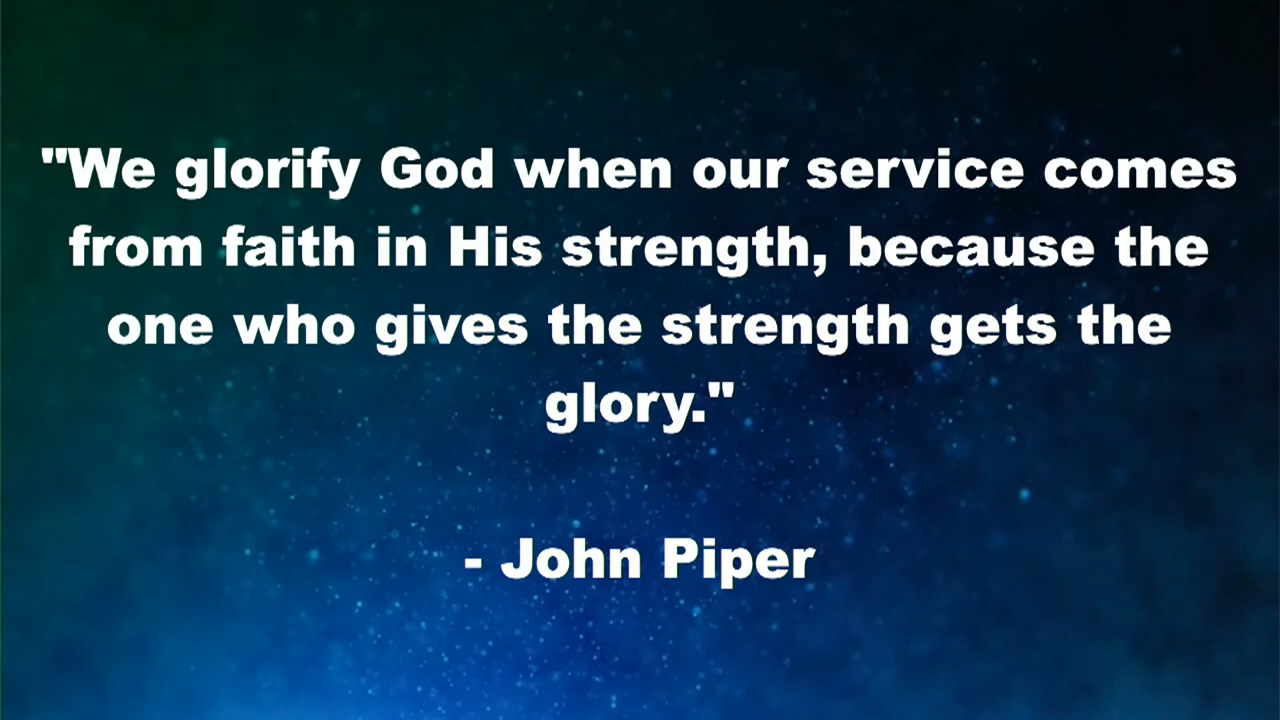 "We glorify God when our service comes
from faith in His strength, because the
one who gives the strength gets the
glory."
- John Piper